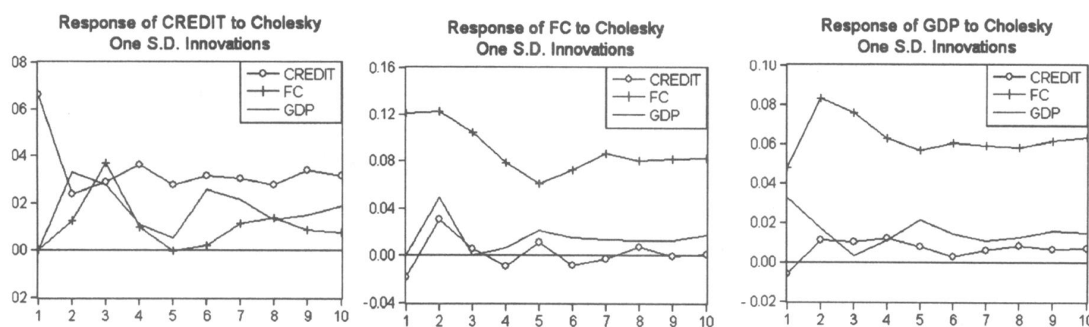 Response of CREDIT to Cholesky
One S.D. Innovations
08
06
04
02
00
02
1 2 3 4 5 6 7 8 9 10
CREDIT
FC
GDP
Response of FC to Cholesky
One S.D. Innovations
0.16
0.12
0.08
0.04
0.00
-0.04
1 2 3 4 5 6 7 8 9 10
CREDIT
FC
GDP
Response of GDP to Cholesky
One S.D. Innovations
0.10
0.08
0.06
0.04
0.02
0.00
-0.02
1 2 3 4 5 6 7 8 9 10
CREDIT
FC
GDP